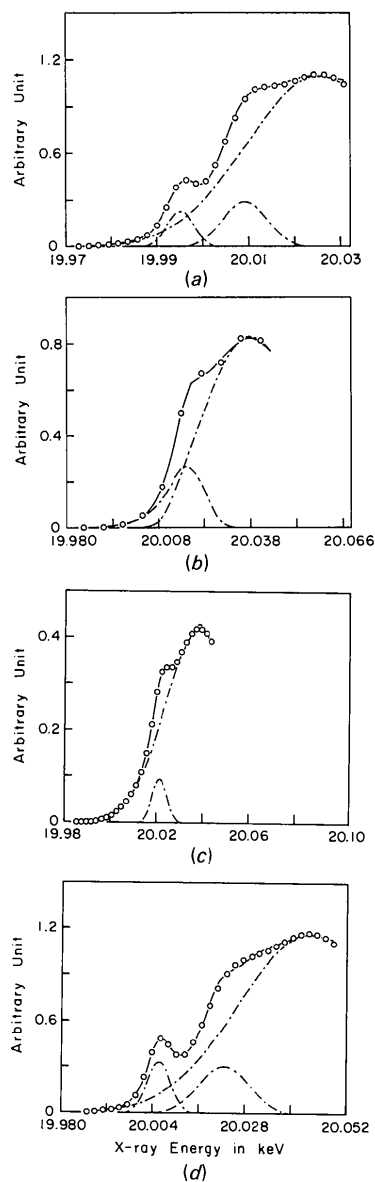 Arbitrary Unit
1.2
0.6
0
19.97 19.99 20.01 20.03
(a)
Arbitrary Unit
0.8
0.4
0
19.980 20.008 20.038 20.066
(b)
Arbitrary Unit
0.4
0.2
0
19.98 20.02 20.06 20.10
(c)
Arbitrary Unit
1.2
0.6
0
19.980 20.004 20.028 20.052
X-ray Energy in keV
(d)